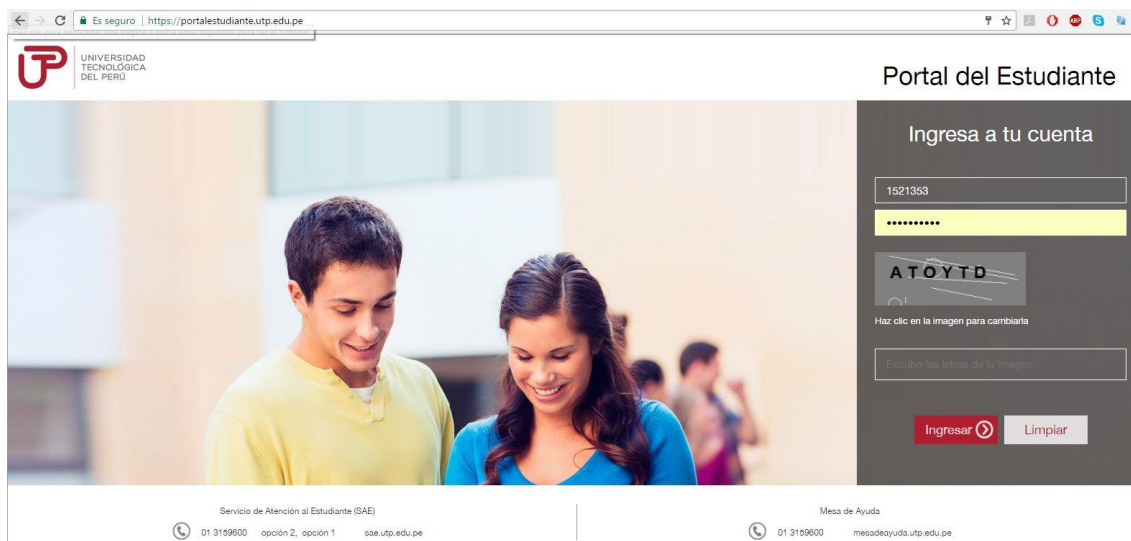 Es seguro | https://portalestudiante.utp.edu.pe
UTP
UNIVERSIDAD
TECNOLÓGICA
DEL PERÚ
Portal del Estudiante
Ingresa a tu cuenta
1521353
••••••••••
ATOYTD
Haz clic en la imagen para cambiarla
Escribe las letras de la imagen
Ingresar
Limpiar
Servicio de Atención al Estudiante (SAE)
01 3159600 opción 2, opción 1 sae.utp.edu.pe
Mesa de Ayuda
01 3159600 mesadeayuda.utp.edu.pe